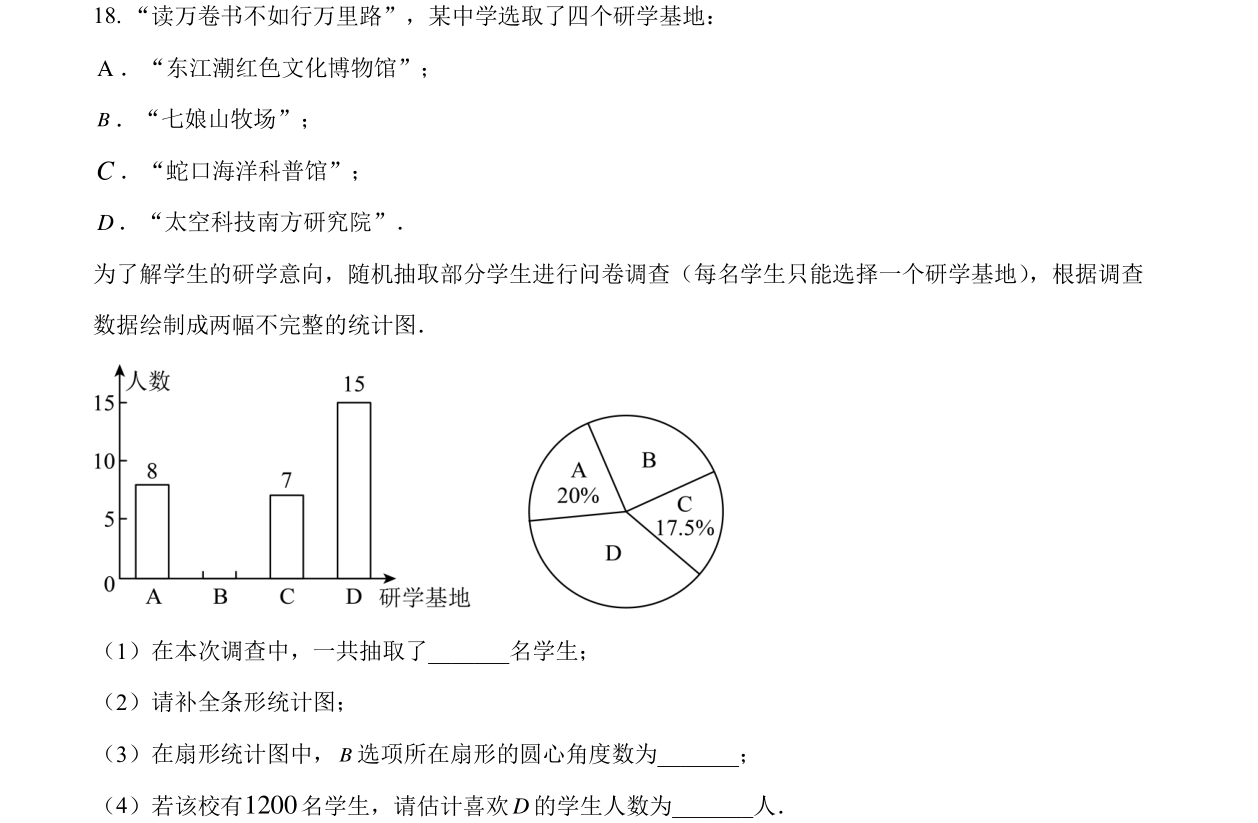 18. “读万卷书不如行万里路”，某中学选取了四个研学基地：
A．“东江潮红色文化博物馆”；
B．“七娘山牧场”；
C．“蛇口海洋科普馆”；
D．“太空科技南方研究院”．
为了解学生的研学意向，随机抽取部分学生进行问卷调查（每名学生只能选择一个研学基地），根据调查
数据绘制成两幅不完整的统计图．
人数
15
15
10
8
7
5
0
A B C D 研学基地
A
20%
B
C
17.5%
D
（1）在本次调查中，一共抽取了_______名学生；
（2）请补全条形统计图；
（3）在扇形统计图中，B选项所在扇形的圆心角度数为_______；
（4）若该校有1200名学生，请估计喜欢D的学生人数为_______人．